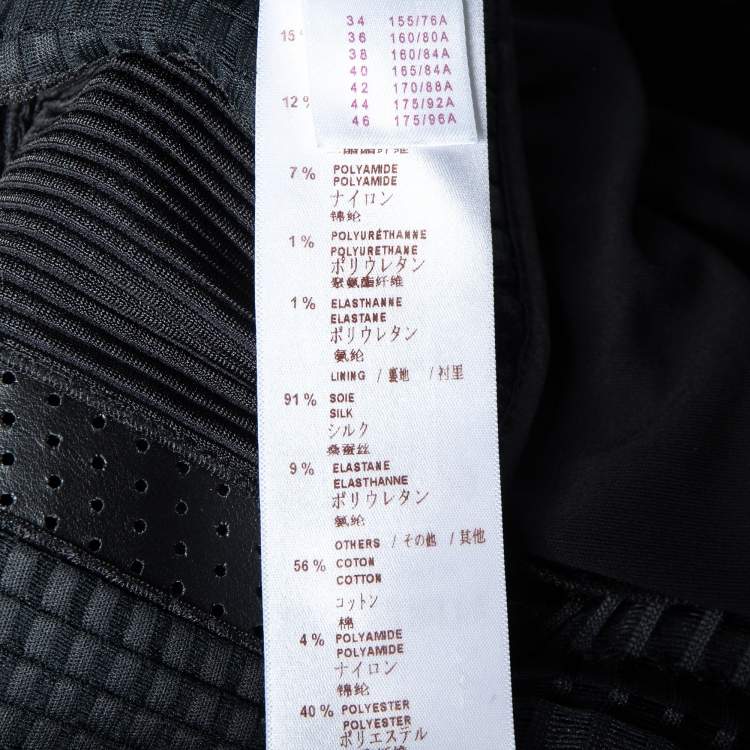 34 155/76A
15
36 160/80A
38 160/84A
40 165/84A
42 170/88A
12 %
44 175/92A
46 175/96A
7 % POLYAMIDE
POLYAMIDE
ナイロン
锦纶
1 % POLYURÉTHANNE
POLYURETHANE
ポリウレタン
聚氨酯纤维
1 % ELASTHANNE
ELASTANE
ポリウレタン
氨纶
LINING / 裏地 / 衬里
91 % SOIE
SILK
シルク
桑蚕丝
9 % ELASTANE
ELASTHANNE
ポリウレタン
氨纶
OTHERS / その他 / 其他
56 % COTON
COTTON
コットン
棉
4 % POLYAMIDE
POLYAMIDE
ナイロン
锦纶
40 % POLYESTER
POLYESTER
ポリエステル